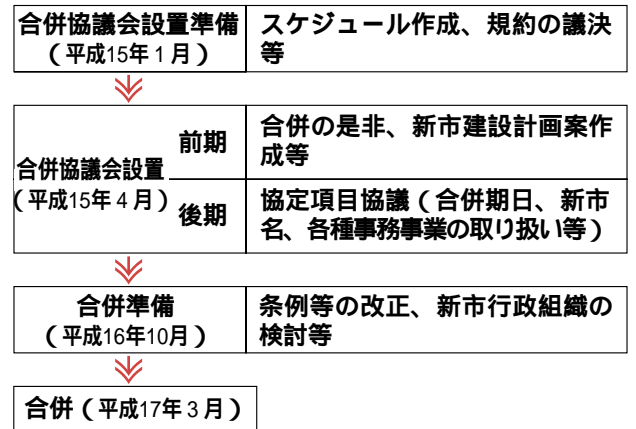 合併協議会設置準備
（平成15年１月）
スケジュール作成、規約の議決
等
合併協議会設置
（平成15年４月）
前期
合併の是非、新市建設計画案作
成等
後期
協定項目協議（合併期日、新市
名、各種事務事業の取り扱い等）
合併準備
（平成16年10月）
条例等の改正、新市行政組織の
検討等
合併（平成17年３月）